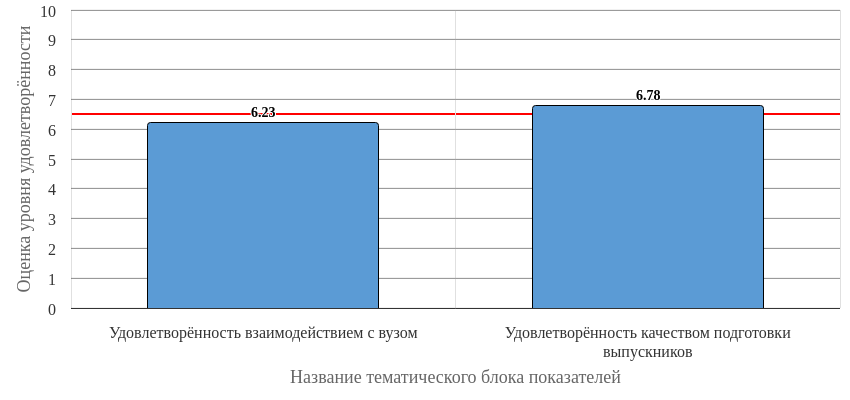 Оценка уровня удовлетворённости
10
9
8
7
6
5
4
3
2
1
0
6.23
6.78
Удовлетворённость взаимодействием с вузом
Удовлетворённость качеством подготовки
выпускников
Название тематического блока показателей